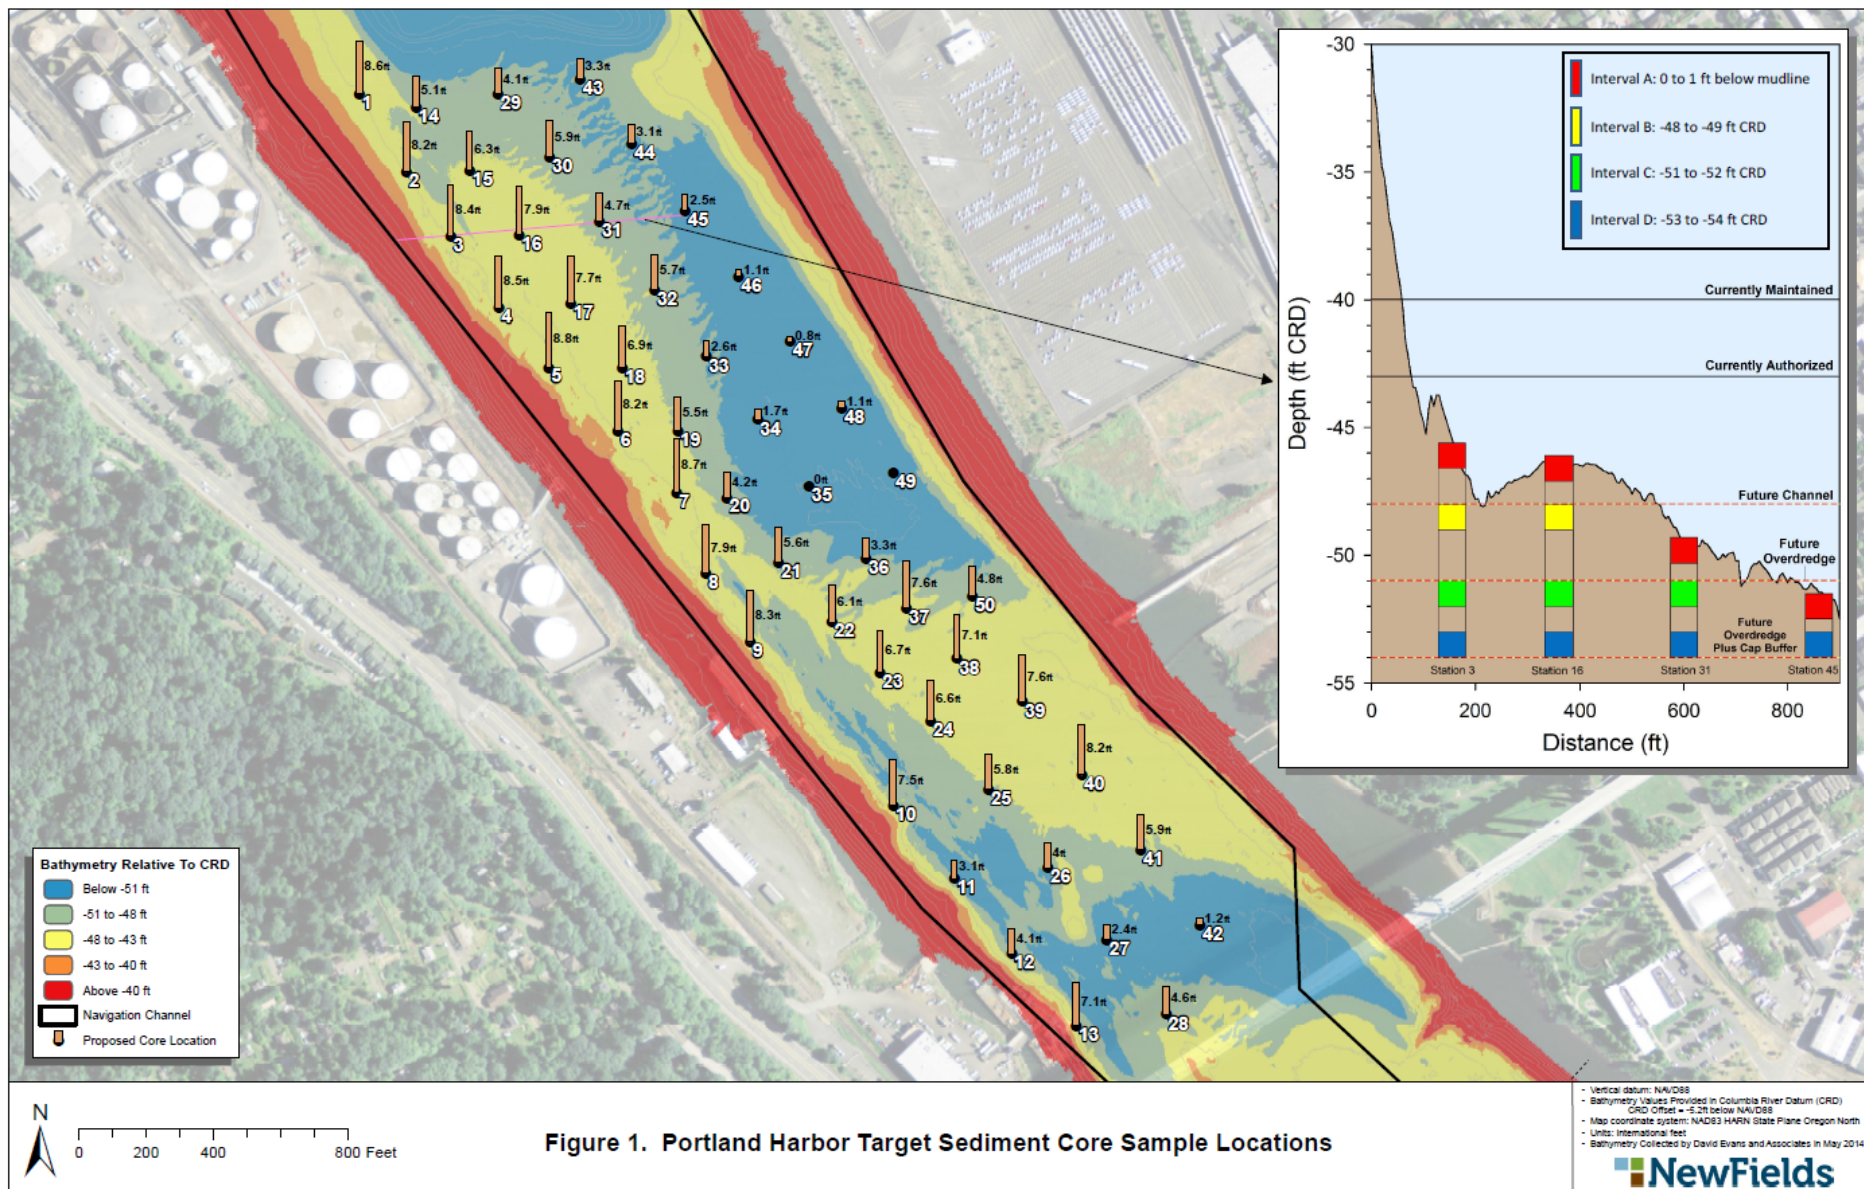 8.6ft
1
5.1ft
14
4.1ft
29
3.3ft
43
8.2ft
2
6.3ft
15
5.9ft
30
3.1ft
44
8.4ft
3
7.9ft
16
4.7ft
31
2.5ft
45
8.5ft
4
7.7ft
17
5.7ft
32
1.1ft
46
8.8ft
5
6.9ft
18
2.6ft
33
0.8ft
47
8.2ft
6
5.5ft
19
1.7ft
34
1.1ft
48
8.7ft
7
4.2ft
20
0ft
35
49
7.9ft
8
5.6ft
21
3.3ft
36
7.6ft
37
4.8ft
50
8.3ft
9
6.1ft
22
6.7ft
23
7.1ft
38
6.6ft
24
7.6ft
39
7.5ft
10
5.8ft
25
8.2ft
40
3.1ft
11
4ft
26
5.9ft
41
4.1ft
12
2.4ft
27
1.2ft
42
7.1ft
13
4.6ft
28
Interval A: 0 to 1 ft below mudline
Interval B: -48 to -49 ft CRD
Interval C: -51 to -52 ft CRD
Interval D: -53 to -54 ft CRD
Depth (ft CRD)
-30
-35
-40
-45
-50
-55
Currently Maintained
Currently Authorized
Future Channel
Future
Overdredge
Future
Overdredge
Plus Cap Buffer
Station 3
Station 16
Station 31
Station 45
0
200
400
600
800
Distance (ft)
Bathymetry Relative To CRD
Below -51 ft
-51 to -48 ft
-48 to -43 ft
-43 to -40 ft
Above -40 ft
Navigation Channel
Proposed Core Location
N
0 200 400 800 Feet
Figure 1. Portland Harbor Target Sediment Core Sample Locations
- Vertical datum: NAVD88
- Bathymetry Values Provided in Columbia River Datum (CRD)
CRD Offset = -5.2ft below NAVD88
- Map coordinate system: NAD83 HARN State Plane Oregon North
- Units: International feet
- Bathymetry Collected by David Evans and Associates in May 2014
NewFields